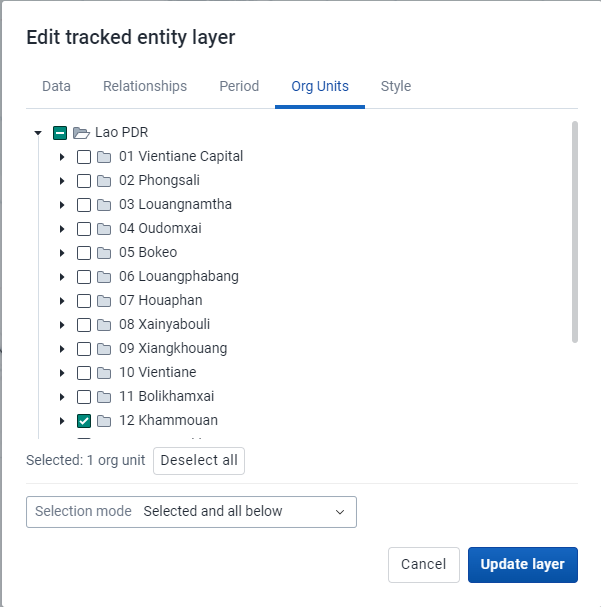 Edit tracked entity layer
Data Relationships Period Org Units Style
Lao PDR
01 Vientiane Capital
02 Phongsali
03 Louangnamtha
04 Oudomxai
05 Bokeo
06 Louangphabang
07 Houaphan
08 Xainyabouli
09 Xiangkhouang
10 Vientiane
11 Bolikhamxai
12 Khammouan
Selected: 1 org unit Deselect all
Selection mode Selected and all below
Cancel Update layer